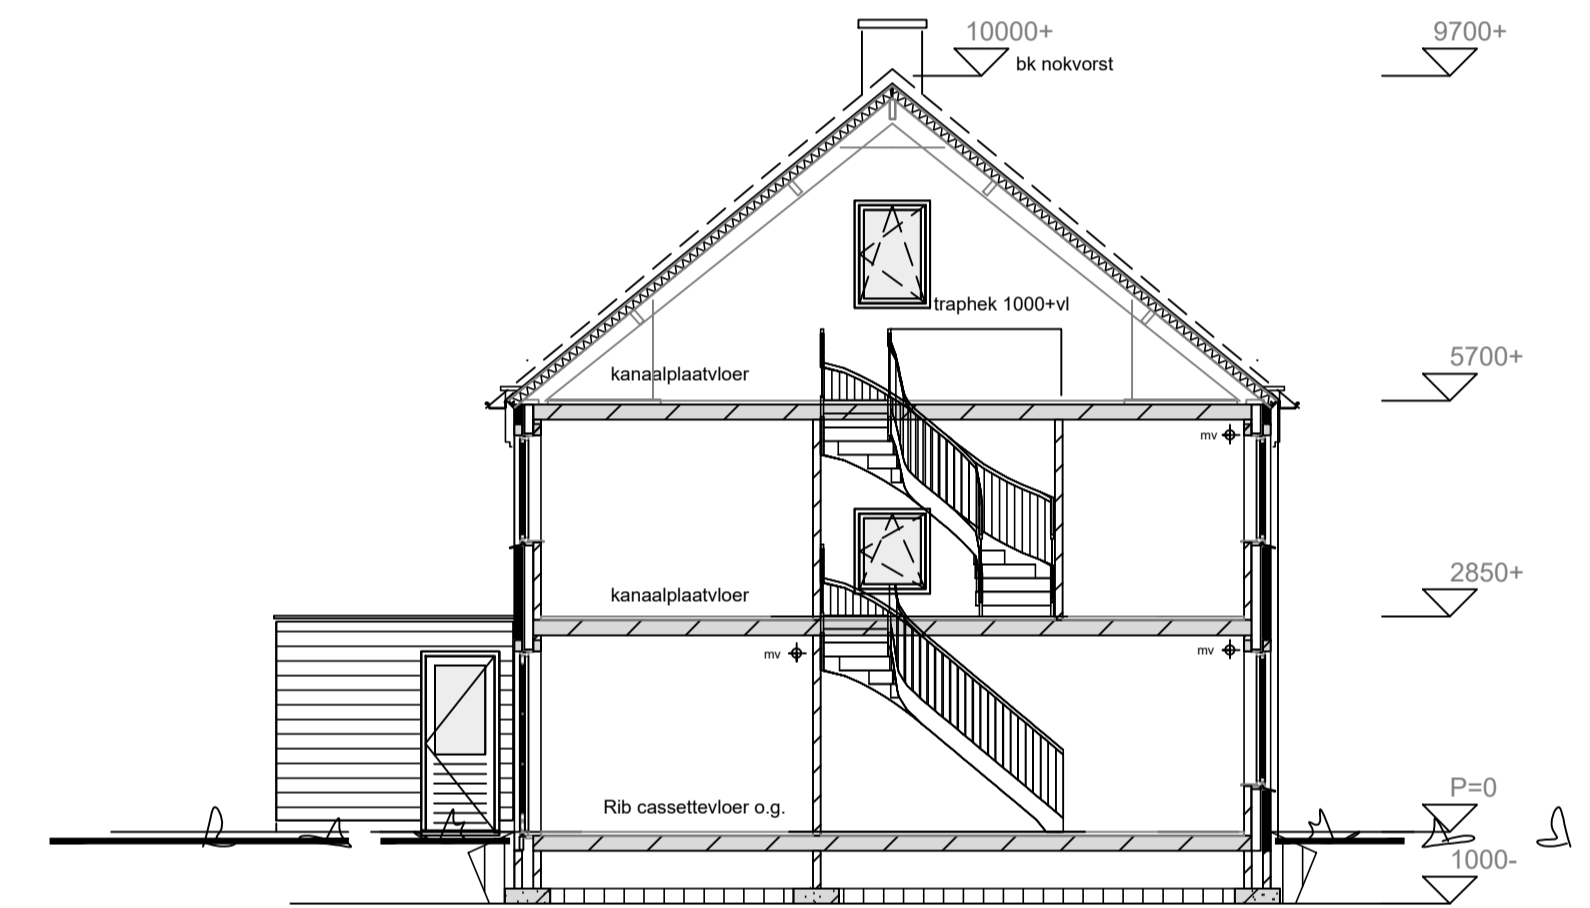 10000+
9700+
bk nokvorst
traphek 1000+vl
5700+
kanaalplaatvloer
mv
2850+
kanaalplaatvloer
mv
mv
P=0
Rib cassettevloer o.g.
1000-